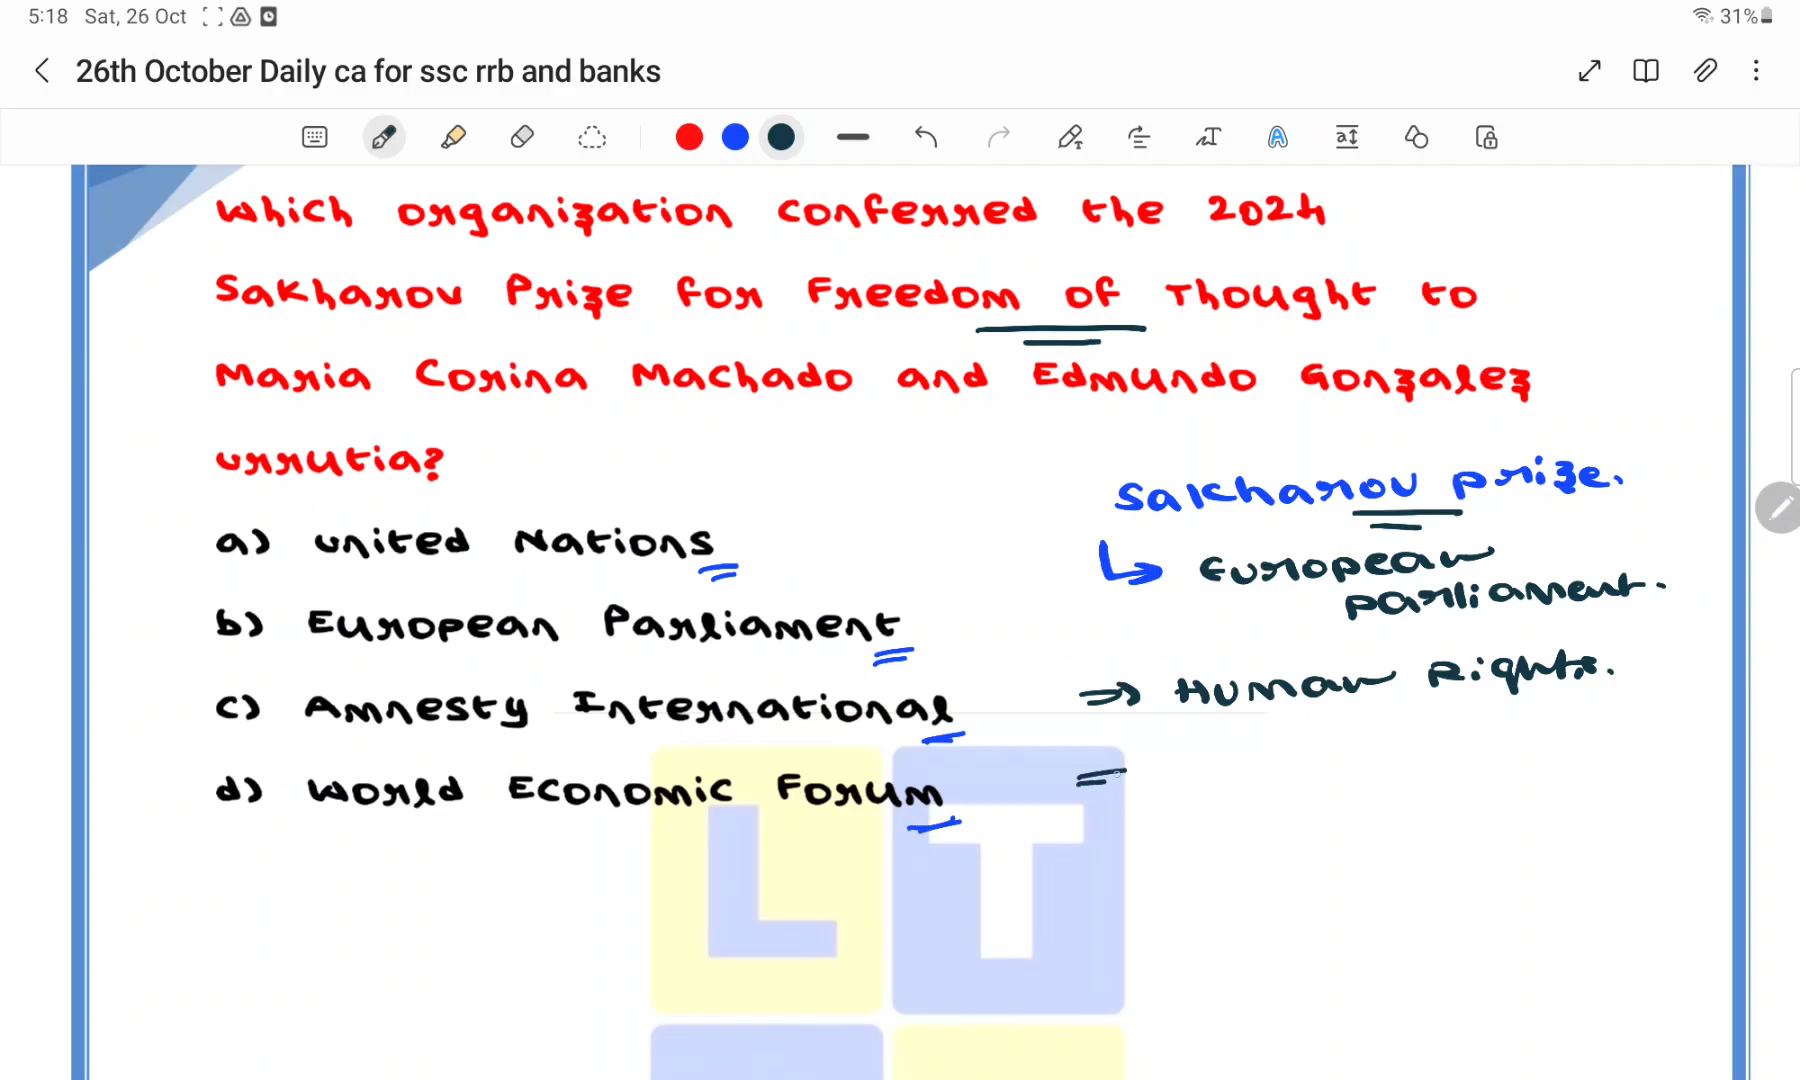 5:18 Sat, 26 Oct
31%
26th October Daily ca for ssc rrb and banks
Which organization conferred the 2024
Sakharov Prize for Freedom of Thought to
Maria Corina Machado and Edmundo Gonzalez
Urrutia?
a) United Nations
b) European Parliament
c) Amnesty International
d) World Economic Forum
Sakharov prize.
European
parliament.
Human Rights.
L T